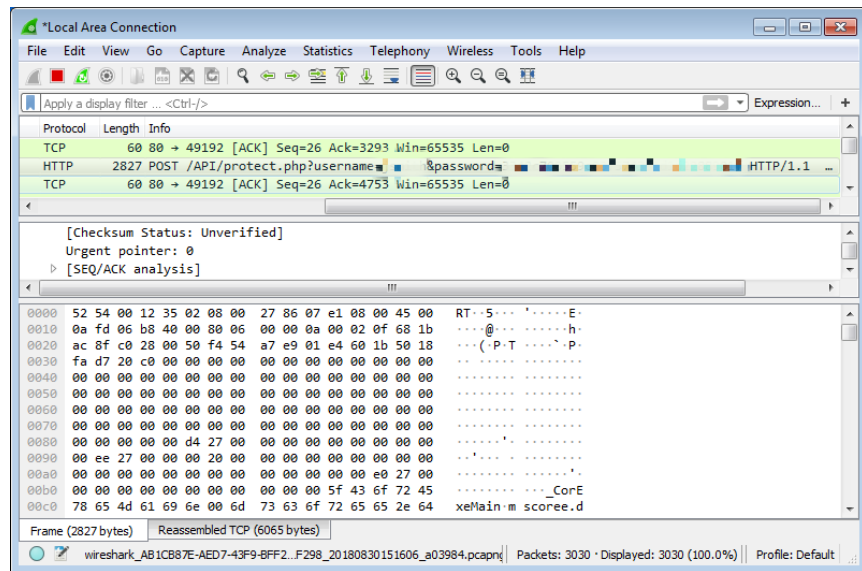 *Local Area Connection
File Edit View Go Capture Analyze Statistics Telephony Wireless Tools Help
Apply a display filter ... <Ctrl-/> Expression... +
Protocol Length Info
TCP 60 80 → 49192 [ACK] Seq=26 Ack=3293 Win=65535 Len=0
HTTP 2827 POST /API/protect.php?username= &password= HTTP/1.1 …
TCP 60 80 → 49192 [ACK] Seq=26 Ack=4753 Win=65535 Len=0
[Checksum Status: Unverified]
Urgent pointer: 0
[SEQ/ACK analysis]
0000 52 54 00 12 35 02 08 00 27 86 07 e1 08 00 45 00 RT··5··· '·····E·
0010 0a fd 06 b8 40 00 80 06 00 00 0a 00 02 0f 68 1b ····@··· ······h·
0020 ac 8f c0 28 00 50 f4 54 a7 e9 01 e4 60 1b 50 18 ···(·P·T ····`·P·
0030 fa d7 20 c0 00 00 00 00 00 00 00 00 00 00 00 00 ·· ····· ········
0040 00 00 00 00 00 00 00 00 00 00 00 00 00 00 00 00 ········ ········
0050 00 00 00 00 00 00 00 00 00 00 00 00 00 00 00 00 ········ ········
0060 00 00 00 00 00 00 00 00 00 00 00 00 00 00 00 00 ········ ········
0070 00 00 00 00 00 00 00 00 00 00 00 00 00 00 00 00 ········ ········
0080 00 00 00 00 00 d4 27 00 00 00 00 00 00 00 00 00 ······'· ········
0090 00 ee 27 00 00 00 20 00 00 00 00 00 00 00 00 00 ··'··· · ········
00a0 00 00 00 00 00 00 00 00 00 00 00 00 00 e0 27 00 ········ ······'·
00b0 00 00 00 00 00 00 00 00 00 00 00 5f 43 6f 72 45 ········ ···_CorE
00c0 78 65 4d 61 69 6e 00 6d 73 63 6f 72 65 65 2e 64 xeMain·m scoree.d
Frame (2827 bytes) Reassembled TCP (6065 bytes)
wireshark_AB1CB87E-AED7-43F9-BFF2…F298_20180830151606_a03984.pcapng Packets: 3030 · Displayed: 3030 (100.0%) Profile: Default